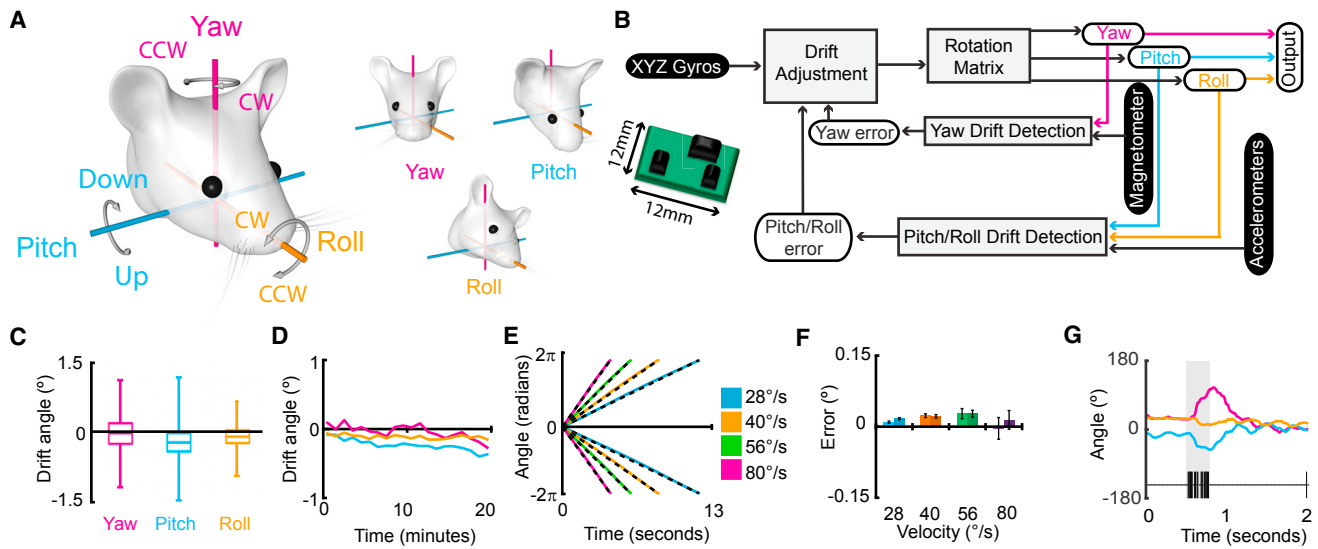 A
Yaw
CCW
CW
Down
Pitch
Up
CW
Roll
CCW
Yaw
Pitch
Roll
B
XYZ Gyros
Drift
Adjustment
Rotation
Matrix
Yaw
Pitch
Roll
Output
Yaw error
Yaw Drift Detection
Magnetometer
Accelerometers
12mm
12mm
Pitch/Roll
error
Pitch/Roll Drift Detection
C
Drift angle (°)
1.5
0
-1.5
Yaw
Pitch
Roll
D
Drift angle (°)
1
0
-1
0
10
20
Time (minutes)
E
Angle (radians)
2π
0
-2π
0
13
Time (seconds)
28°/s
40°/s
56°/s
80°/s
F
Error (°)
0.15
0
-0.15
28 40 56 80
Velocity (°/s)
G
Angle (°)
180
0
-180
0 1 2
Time (seconds)